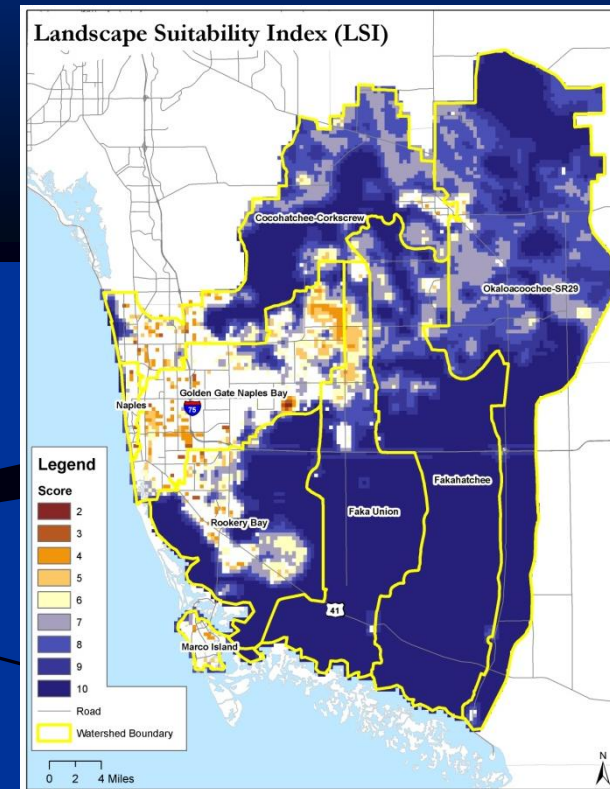 Landscape Suitability Index (LSI)
Cocohatchee-Corkscrew
Okaloacoochee-SR29
Golden Gate Naples Bay
Naples
75
Legend
Score
2
3
4
5
6
7
8
9
10
Road
Watershed Boundary
Fakahatchee
Faka Union
Rookery Bay
41
Marco Island
0 2 4 Miles
N